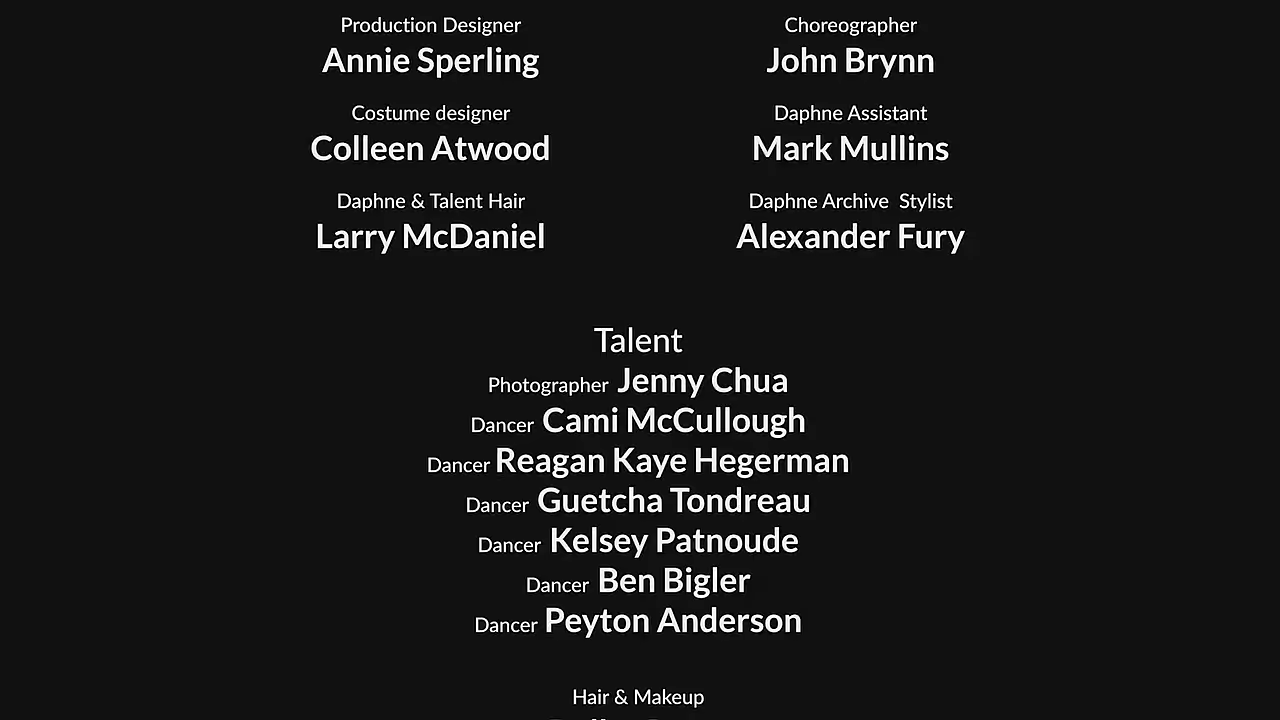 Production Designer
Annie Sperling
Choreographer
John Brynn
Costume designer
Colleen Atwood
Daphne Assistant
Mark Mullins
Daphne & Talent Hair
Larry McDaniel
Daphne Archive  Stylist
Alexander Fury
Talent
Photographer Jenny Chua
Dancer Cami McCullough
Dancer Reagan Kaye Hegerman
Dancer Guetcha Tondreau
Dancer Kelsey Patnoude
Dancer Ben Bigler
Dancer Peyton Anderson
Hair & Makeup